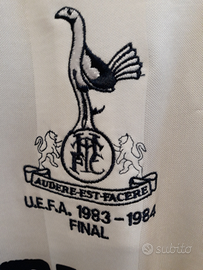 THFC
AUDERE·EST·FACERE
U.E.F.A. 1983-1984
FINAL
subito